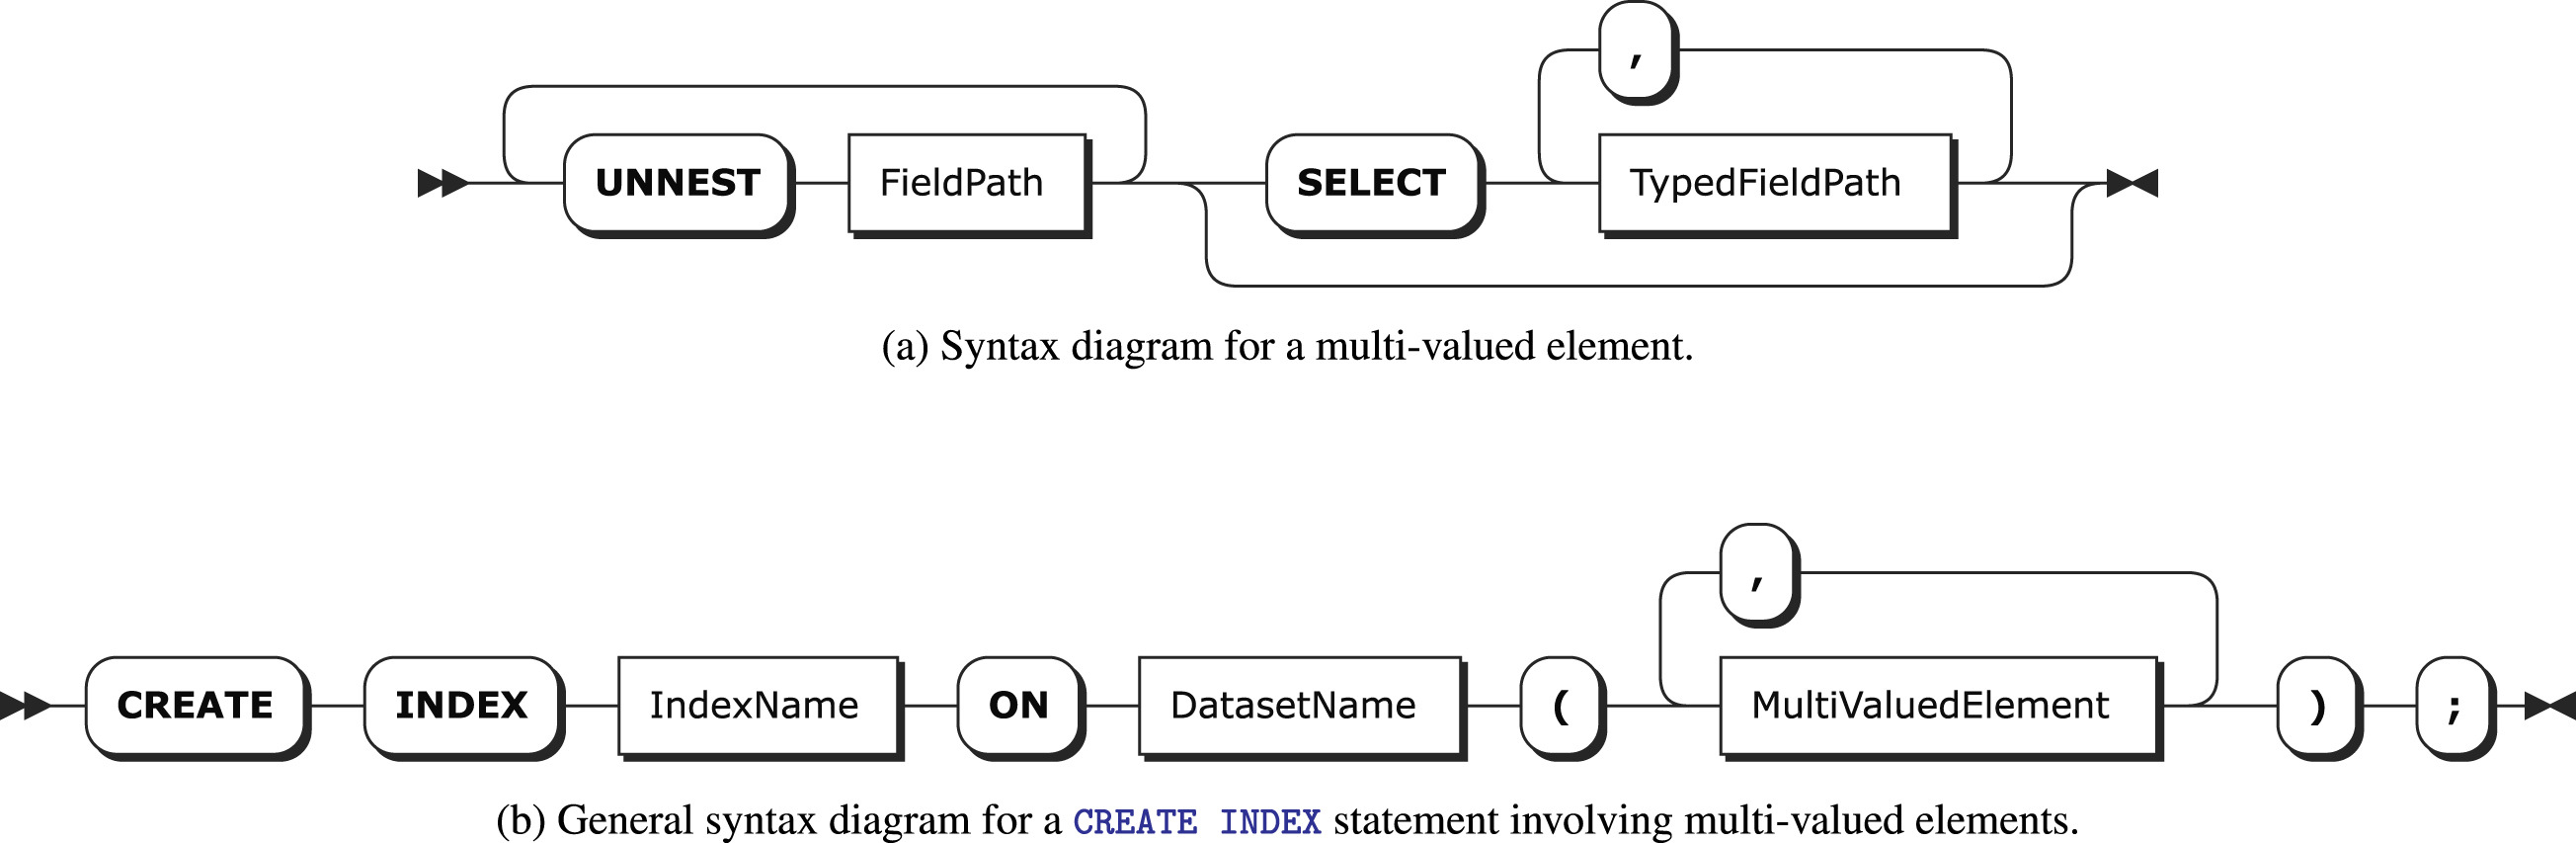 ,
UNNEST FieldPath SELECT TypedFieldPath
(a) Syntax diagram for a multi-valued element.
,
CREATE INDEX IndexName ON DatasetName ( MultiValuedElement ) ;
(b) General syntax diagram for a CREATE INDEX statement involving multi-valued elements.